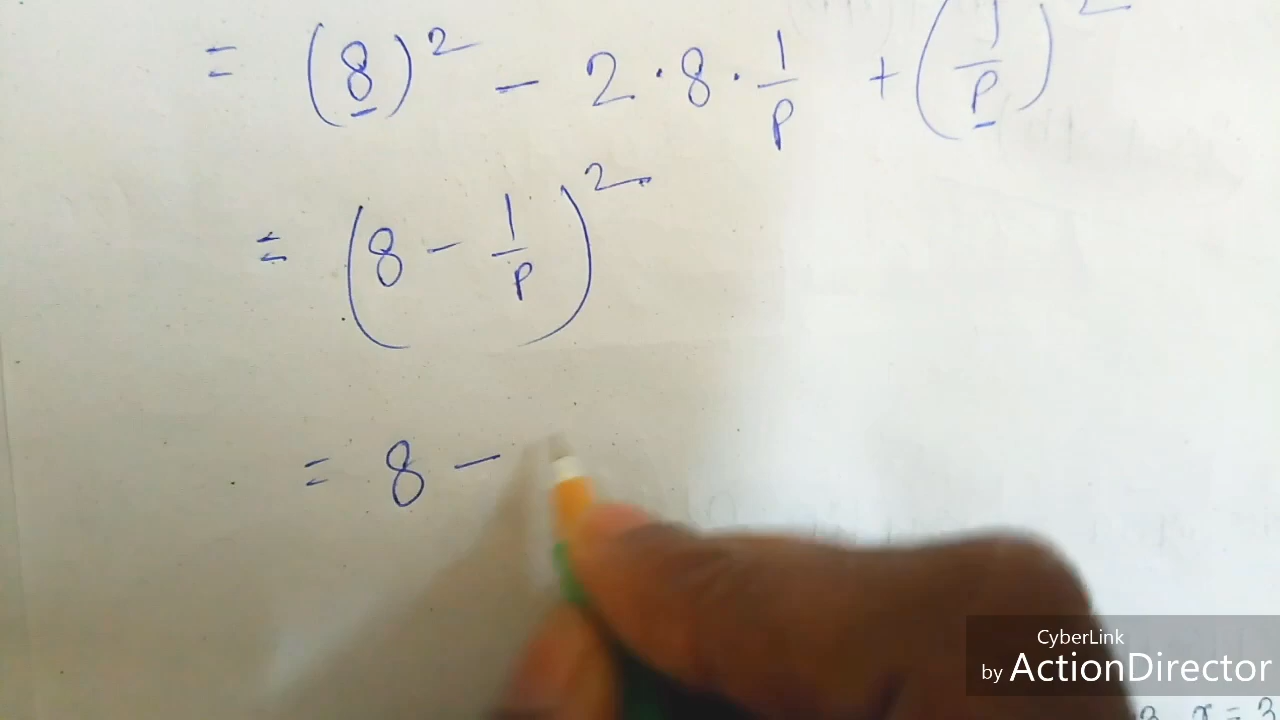 = (8)² - 2·8·1/p + (1/p)²
= (8 - 1/p)²
= 8 -
CyberLink
by ActionDirector